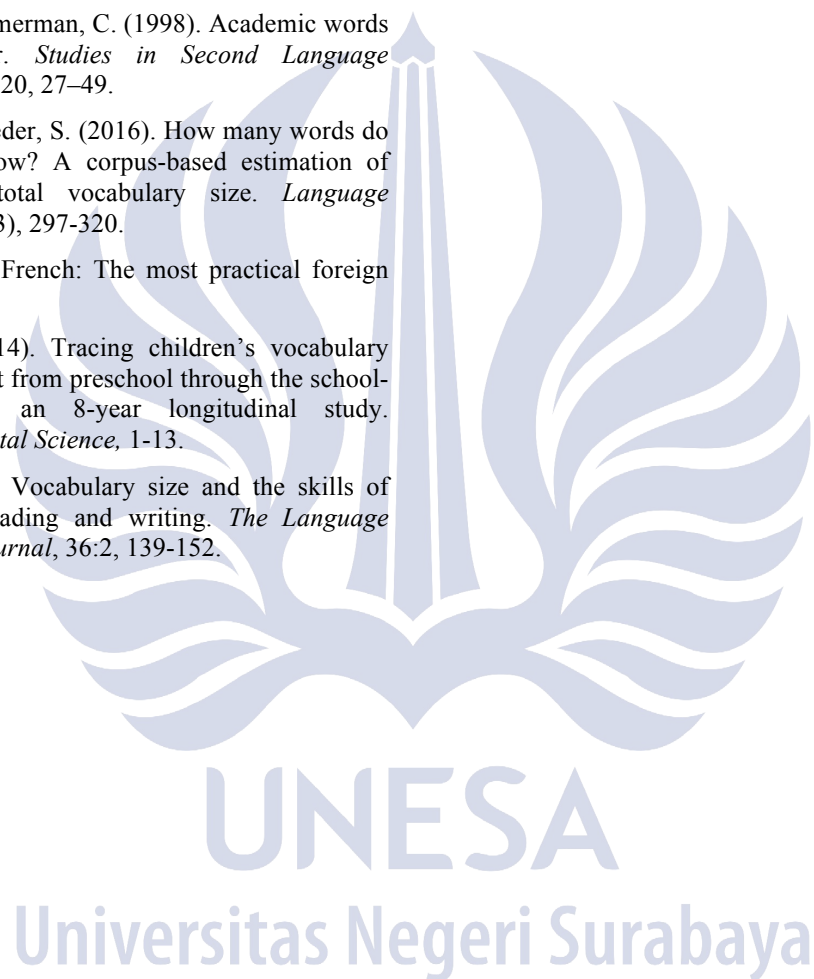 merman, C. (1998). Academic words
r. Studies in Second Language
20, 27–49.
eder, S. (2016). How many words do
ow? A corpus-based estimation of
total vocabulary size. Language
3), 297-320.
French: The most practical foreign
14). Tracing children’s vocabulary
t from preschool through the school-
an 8-year longitudinal study.
tal Science, 1-13.
Vocabulary size and the skills of
ading and writing. The Language
urnal, 36:2, 139-152.
UNESA
Universitas Negeri Surabaya